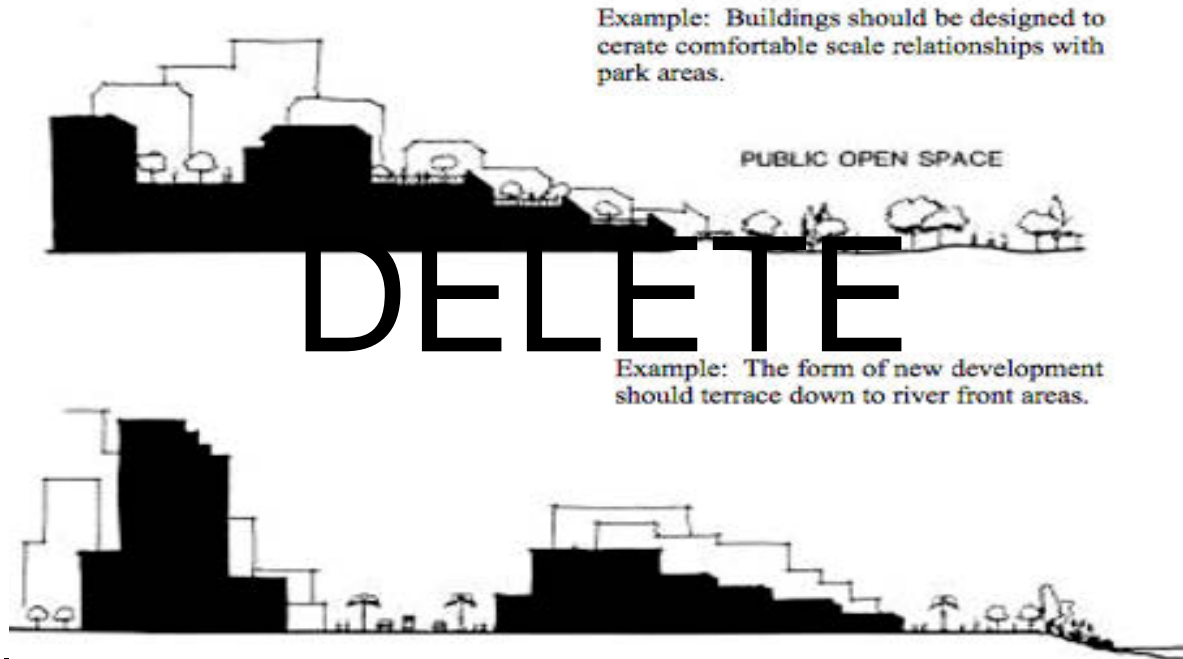 Example: Buildings should be designed to
cerate comfortable scale relationships with
park areas.
PUBLIC OPEN SPACE
DELETE
Example: The form of new development
should terrace down to river front areas.